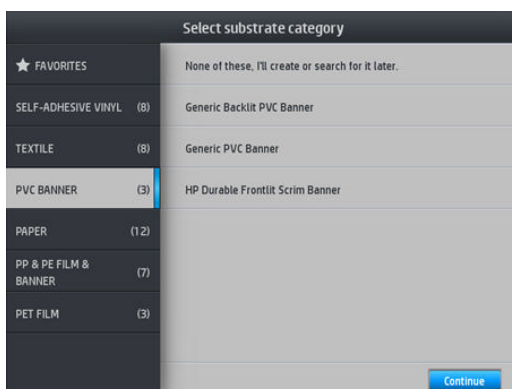 Select substrate category
FAVORITES
SELF-ADHESIVE VINYL (8)
TEXTILE (8)
PVC BANNER (3)
PAPER (12)
PP & PE FILM &
BANNER (7)
PET FILM (3)
None of these, I'll create or search for it later.
Generic Backlit PVC Banner
Generic PVC Banner
HP Durable Frontlit Scrim Banner
Continue